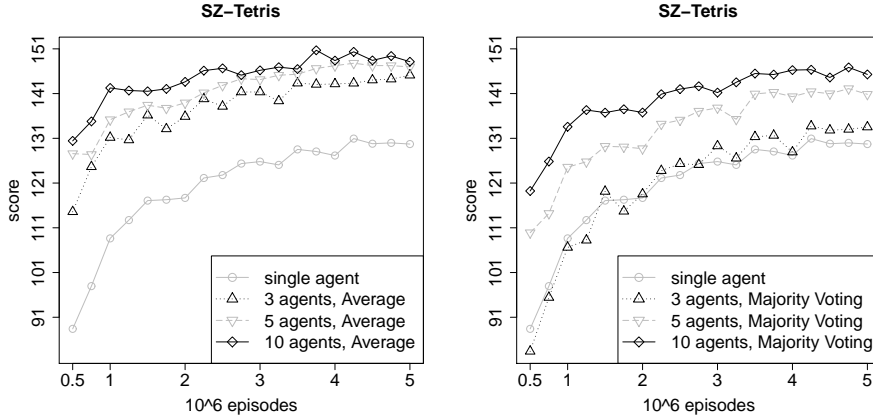 SZ−Tetris
score
151
141
131
121
111
101
91
single agent
3 agents, Average
5 agents, Average
10 agents, Average
0.5 1 2 3 4 5
10^6 episodes
SZ−Tetris
score
151
141
131
121
111
101
91
single agent
3 agents, Majority Voting
5 agents, Majority Voting
10 agents, Majority Voting
0.5 1 2 3 4 5
10^6 episodes